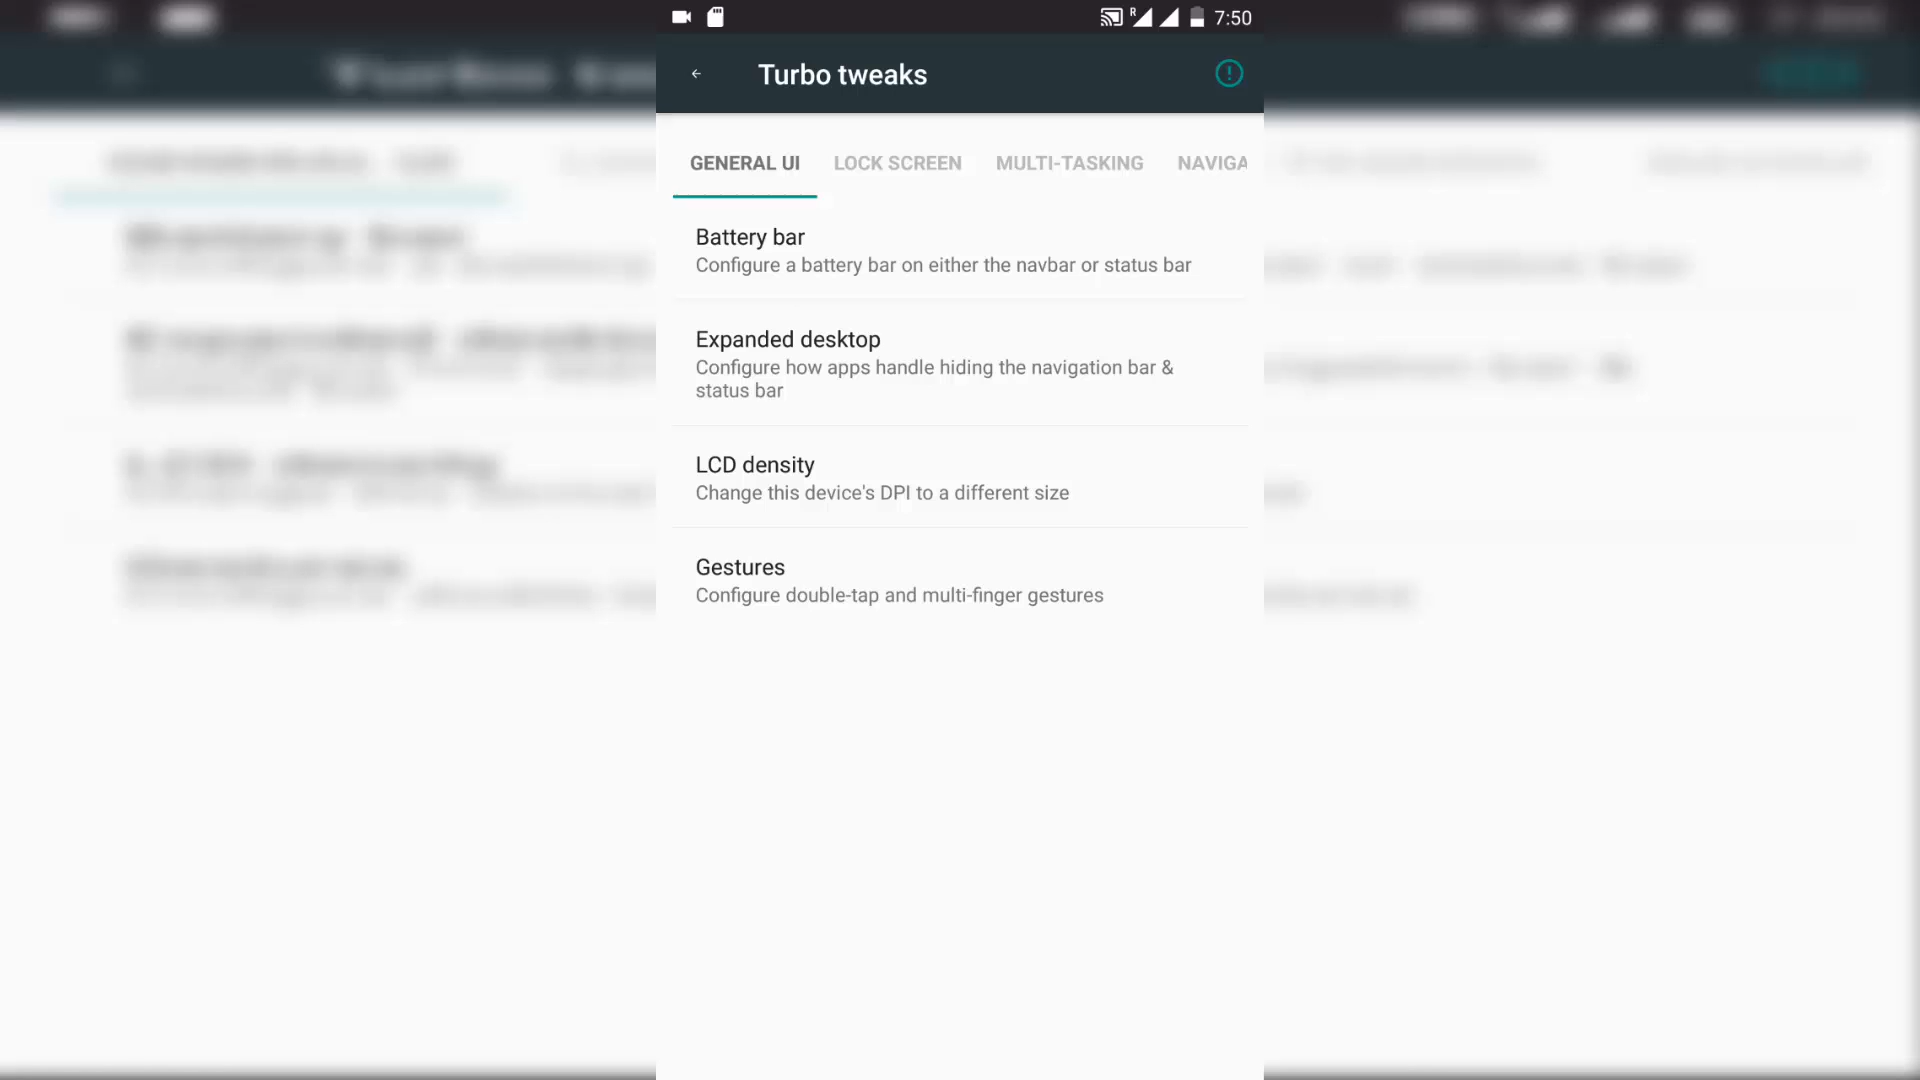 R 7:50
Turbo tweaks
GENERAL UI LOCK SCREEN MULTI-TASKING NAVIGA
Battery bar
Configure a battery bar on either the navbar or status bar
Expanded desktop
Configure how apps handle hiding the navigation bar &
status bar
LCD density
Change this device's DPI to a different size
Gestures
Configure double-tap and multi-finger gestures